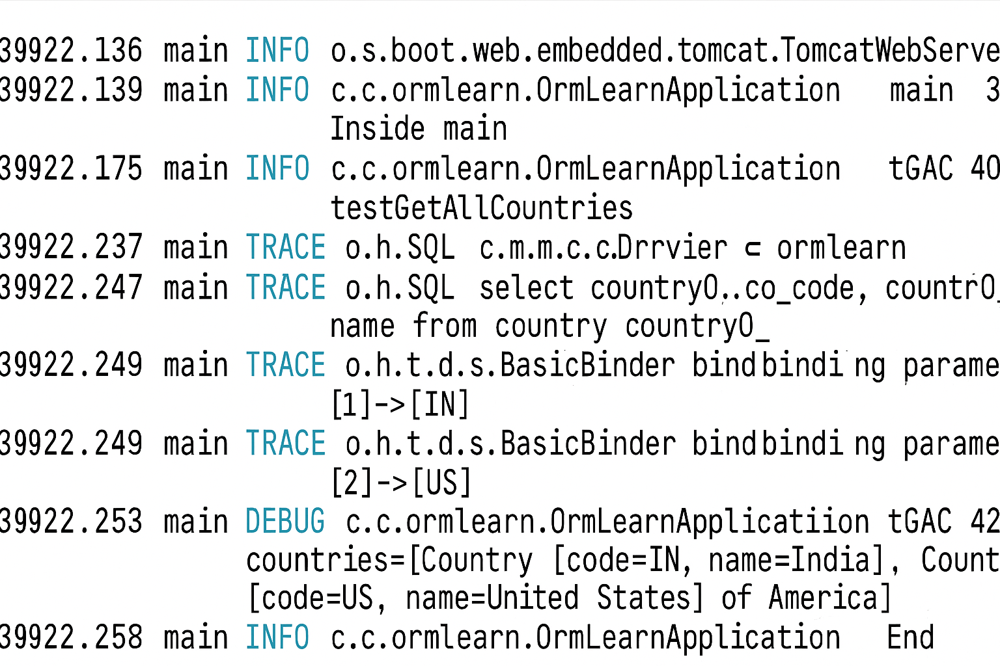 39922.136 main INFO o.s.boot.web.embedded.tomcat.TomcatWebServe
39922.139 main INFO c.c.ormlearn.OrmLearnApplication main 3
Inside main
39922.175 main INFO c.c.ormlearn.OrmLearnApplication tGAC 40
testGetAllCountries
39922.237 main TRACE o.h.SQL c.m.m.c.c.Drrvier ⊂ ormlearn
39922.247 main TRACE o.h.SQL select country0..co_code, countr0_
name from country country0_
39922.249 main TRACE o.h.t.d.s.BasicBinder bindbindi ng parame
[1]->[IN]
39922.249 main TRACE o.h.t.d.s.BasicBinder bindbindi ng parame
[2]->[US]
39922.253 main DEBUG c.c.ormlearn.OrmLearnApplicatiion tGAC 42
countries=[Country [code=IN, name=India], Count
[code=US, name=United States] of America]
39922.258 main INFO c.c.ormlearn.OrmLearnApplication End